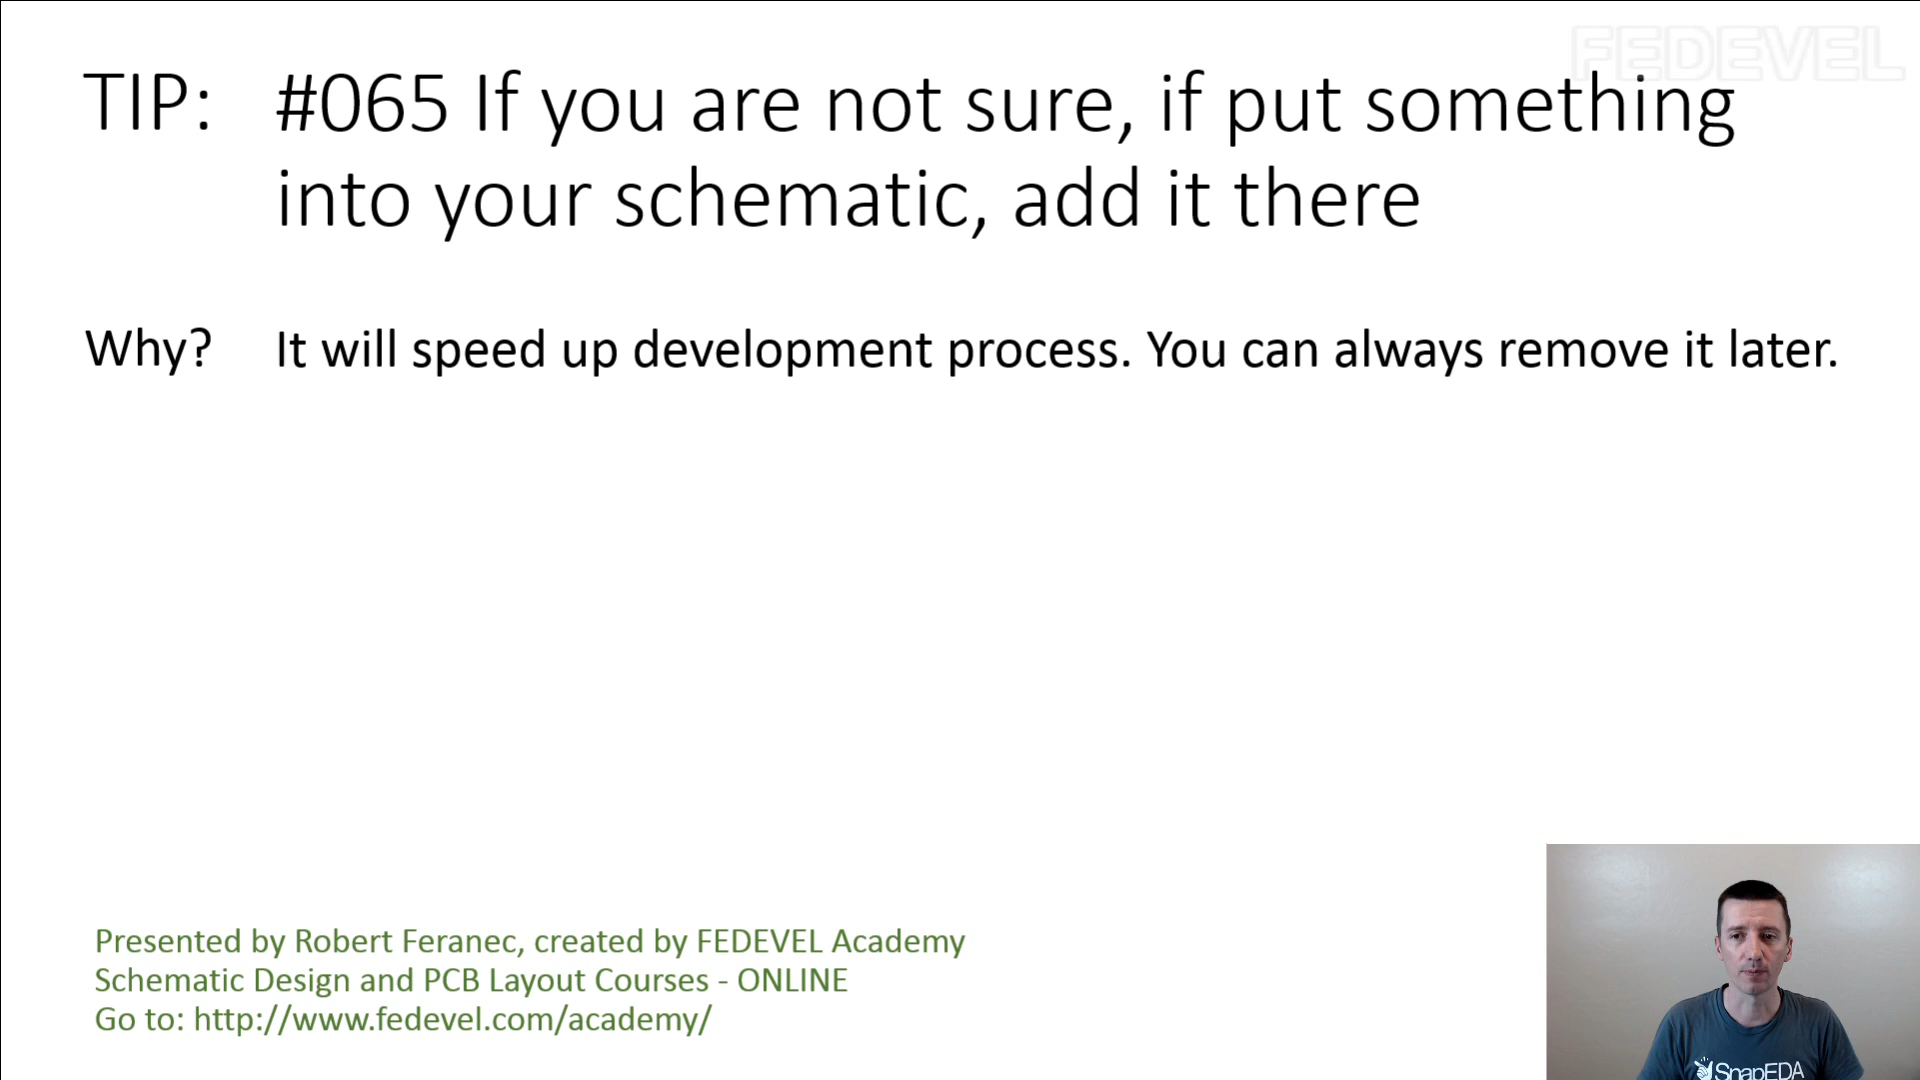 FEDEVEL
TIP: #065 If you are not sure, if put something
into your schematic, add it there
Why? It will speed up development process. You can always remove it later.
Presented by Robert Feranec, created by FEDEVEL Academy
Schematic Design and PCB Layout Courses - ONLINE
Go to: http://www.fedevel.com/academy/
SnapEDA